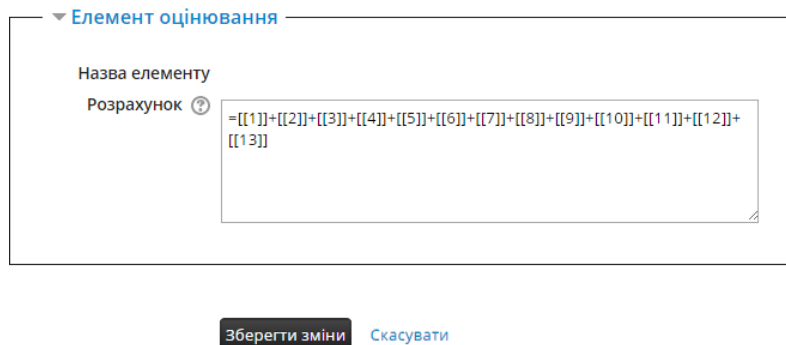 Елемент оцінювання
Назва елементу
Розрахунок
=[[1]]+[[2]]+[[3]]+[[4]]+[[5]]+[[6]]+[[7]]+[[8]]+[[9]]+[[10]]+[[11]]+[[12]]+
[[13]]
Зберегти зміни Скасувати